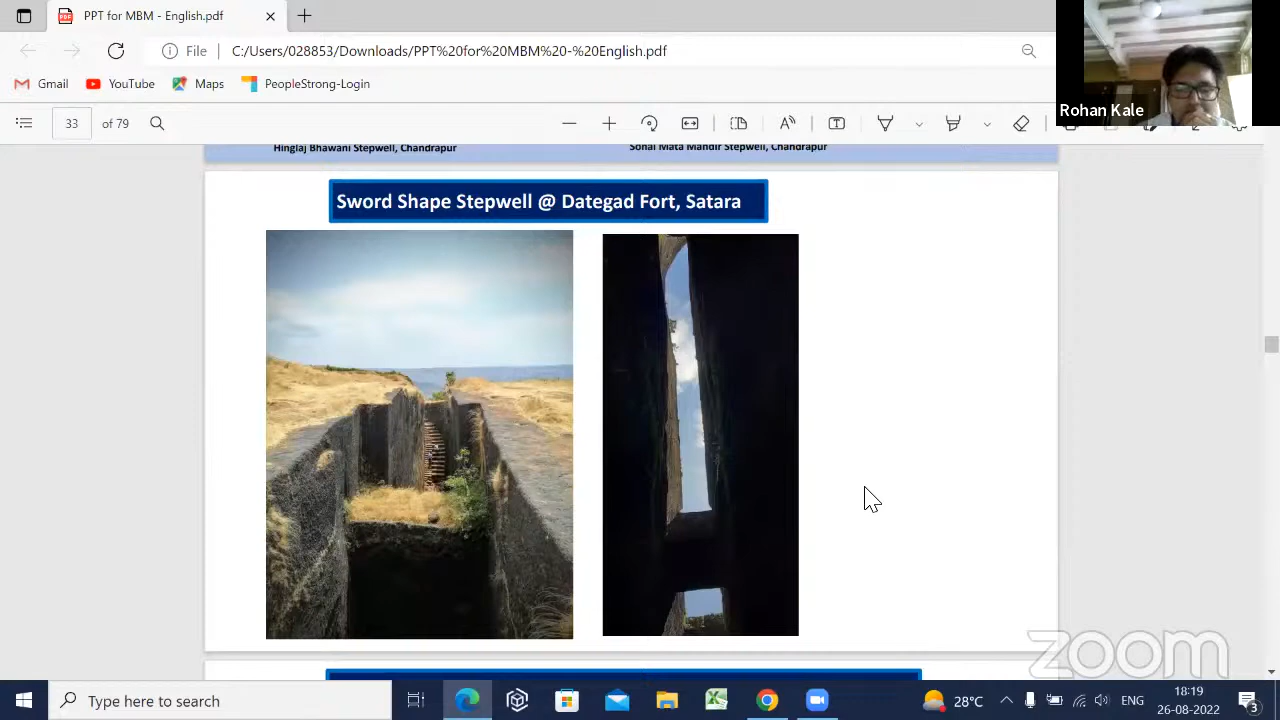 PPT for MBM - English.pdf
File
C:/Users/028853/Downloads/PPT%20for%20MBM%20-%20English.pdf
Gmail
YouTube
Maps
PeopleStrong-Login
Rohan Kale
33
of 79
Hinglaj Bhawani Stepwell, Chandrapur
Sonai Mata Mandir Stepwell, Chandrapur
Sword Shape Stepwell @ Dategad Fort, Satara
zoom
Type here to search
28°C
ENG
18:19
26-08-2022
3